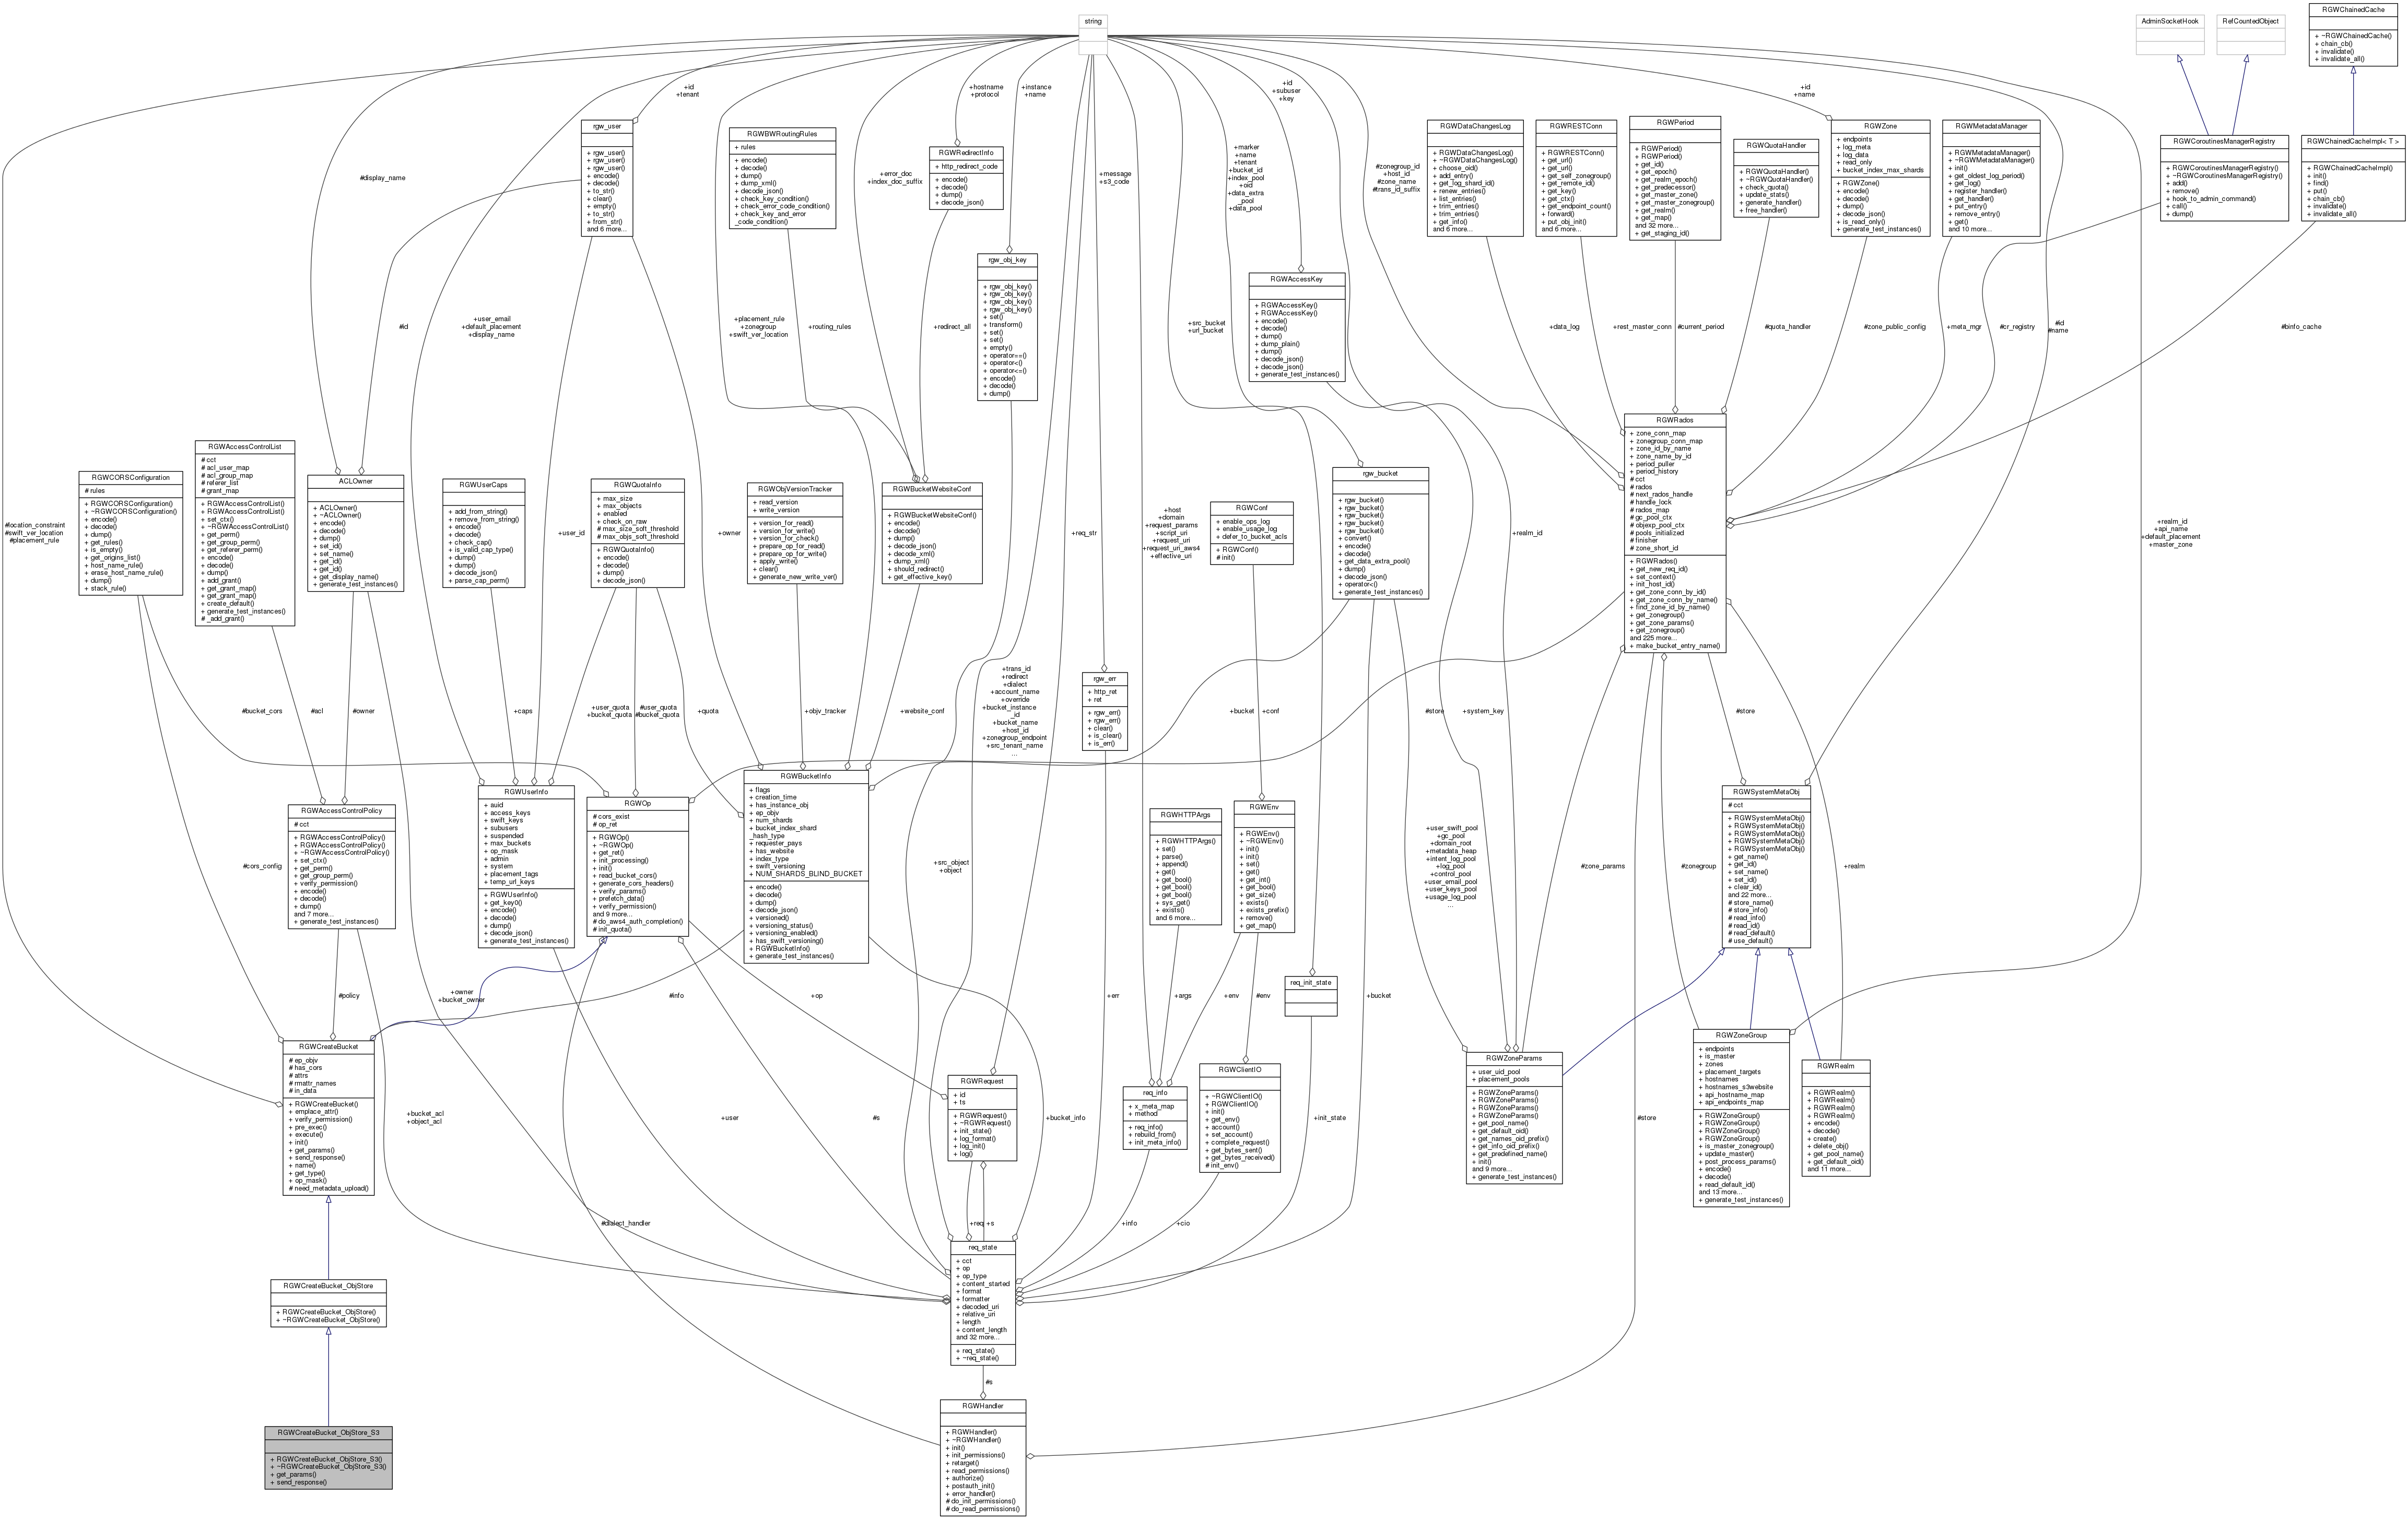 string
AdminSocketHook
RefCountedObject
RGWChainedCache
+ ~RGWChainedCache()
+ chain_cb()
+ invalidate()
+ invalidate_all()
+id
+tenant
+hostname
+protocol
+instance
+name
+id
+subuser
+key
+id
+name
rgw_user
+ rgw_user()
+ rgw_user()
+ rgw_user()
+ encode()
+ decode()
+ to_str()
+ clear()
+ empty()
+ to_str()
+ from_str()
and 6 more...
RGWBWRoutingRules
+ rules
+ encode()
+ decode()
+ dump()
+ dump_xml()
+ decode_json()
+ check_key_condition()
+ check_error_code_condition()
+ check_key_and_error
_code_condition()
RGWRedirectInfo
+ http_redirect_code
+ encode()
+ decode()
+ dump()
+ decode_json()
RGWDataChangesLog
+ RGWDataChangesLog()
+ ~RGWDataChangesLog()
+ choose_oid()
+ add_entry()
+ get_log_shard_id()
+ renew_entries()
+ list_entries()
+ trim_entries()
+ trim_entries()
+ get_info()
and 6 more...
RGWRESTConn
+ RGWRESTConn()
+ get_url()
+ get_url()
+ get_self_zonegroup()
+ get_remote_id()
+ get_key()
+ get_ctx()
+ get_endpoint_count()
+ forward()
+ put_obj_init()
and 6 more...
RGWPeriod
+ RGWPeriod()
+ RGWPeriod()
+ get_id()
+ get_epoch()
+ get_realm_epoch()
+ get_predecessor()
+ get_master_zone()
+ get_master_zonegroup()
+ get_realm()
+ get_map()
and 32 more...
+ get_staging_id()
RGWQuotaHandler
+ RGWQuotaHandler()
+ ~RGWQuotaHandler()
+ check_quota()
+ update_stats()
+ generate_handler()
+ free_handler()
RGWZone
+ endpoints
+ log_meta
+ log_data
+ read_only
+ bucket_index_max_shards
+ RGWZone()
+ encode()
+ decode()
+ dump()
+ decode_json()
+ is_read_only()
+ generate_test_instances()
RGWMetadataManager
+ RGWMetadataManager()
+ ~RGWMetadataManager()
+ init()
+ get_oldest_log_period()
+ get_log()
+ register_handler()
+ get_handler()
+ put_entry()
+ remove_entry()
+ get()
and 10 more...
RGWCoroutinesManagerRegistry
+ RGWCoroutinesManagerRegistry()
+ ~RGWCoroutinesManagerRegistry()
+ add()
+ remove()
+ hook_to_admin_command()
+ call()
+ dump()
RGWChainedCacheImpl< T >
+ RGWChainedCacheImpl()
+ init()
+ find()
+ put()
+ chain_cb()
+ invalidate()
+ invalidate_all()
#display_name
+error_doc
+index_doc_suffix
+message
+s3_code
+marker
+name
+tenant
+bucket_id
+index_pool
+oid
+data_extra
_pool
+data_pool
#zonegroup_id
#host_id
#zone_name
#trans_id_suffix
rgw_obj_key
+ rgw_obj_key()
+ rgw_obj_key()
+ rgw_obj_key()
+ rgw_obj_key()
+ set()
+ transform()
+ set()
+ set()
+ empty()
+ operator==()
+ operator<()
+ operator<=()
+ encode()
+ decode()
+ dump()
RGWAccessKey
+ RGWAccessKey()
+ RGWAccessKey()
+ encode()
+ decode()
+ dump()
+ dump_plain()
+ dump()
+ decode_json()
+ decode_json()
+ generate_test_instances()
#id
+user_email
+default_placement
+display_name
+placement_rule
+zonegroup
+swift_ver_location
+routing_rules
+redirect_all
+src_bucket
+url_bucket
+data_log
+rest_master_conn
#current_period
#quota_handler
#zone_public_config
+meta_mgr
#cr_registry
#id
#name
#binfo_cache
RGWRados
+ zone_conn_map
+ zonegroup_conn_map
+ zone_id_by_name
+ zone_name_by_id
+ period_puller
+ period_history
# cct
# rados
# next_rados_handle
# handle_lock
# rados_map
# gc_pool_ctx
# objexp_pool_ctx
# pools_initialized
# finisher
# zone_short_id
+ RGWRados()
+ get_new_req_id()
+ set_context()
+ init_host_id()
+ get_zone_conn_by_id()
+ get_zone_conn_by_name()
+ find_zone_id_by_name()
+ get_zonegroup()
+ get_zone_params()
+ get_zonegroup()
and 225 more...
+ make_bucket_entry_name()
RGWCORSConfiguration
# rules
+ RGWCORSConfiguration()
+ ~RGWCORSConfiguration()
+ encode()
+ decode()
+ dump()
+ get_rules()
+ is_empty()
+ get_origins_list()
+ host_name_rule()
+ erase_host_name_rule()
+ dump()
+ stack_rule()
RGWAccessControlList
# cct
# acl_user_map
# acl_group_map
# referer_list
# grant_map
+ RGWAccessControlList()
+ RGWAccessControlList()
+ set_ctx()
+ ~RGWAccessControlList()
+ get_perm()
+ get_group_perm()
+ get_referer_perm()
+ encode()
+ decode()
+ dump()
+ add_grant()
+ get_grant_map()
+ get_grant_map()
+ create_default()
+ generate_test_instances()
# _add_grant()
ACLOwner
+ ACLOwner()
+ ~ACLOwner()
+ encode()
+ decode()
+ dump()
+ set_id()
+ set_name()
+ get_id()
+ get_id()
+ get_display_name()
+ generate_test_instances()
RGWUserCaps
+ add_from_string()
+ remove_from_string()
+ encode()
+ decode()
+ check_cap()
+ is_valid_cap_type()
+ dump()
+ dump()
+ decode_json()
+ parse_cap_perm()
RGWQuotaInfo
+ max_size
+ max_objects
+ enabled
+ check_on_raw
# max_size_soft_threshold
# max_objs_soft_threshold
+ RGWQuotaInfo()
+ encode()
+ decode()
+ dump()
+ decode_json()
RGWObjVersionTracker
+ read_version
+ write_version
+ version_for_read()
+ version_for_write()
+ version_for_check()
+ prepare_op_for_read()
+ prepare_op_for_write()
+ apply_write()
+ clear()
+ generate_new_write_ver()
RGWBucketWebsiteConf
+ RGWBucketWebsiteConf()
+ encode()
+ decode()
+ dump()
+ decode_json()
+ decode_xml()
+ dump_xml()
+ should_redirect()
+ get_effective_key()
rgw_bucket
+ rgw_bucket()
+ rgw_bucket()
+ rgw_bucket()
+ rgw_bucket()
+ rgw_bucket()
+ convert()
+ encode()
+ decode()
+ get_data_extra_pool()
+ dump()
+ decode_json()
+ operator<()
+ generate_test_instances()
RGWConf
+ enable_ops_log
+ enable_usage_log
+ defer_to_bucket_acls
+ RGWConf()
# init()
#location_constraint
#swift_ver_location
#placement_rule
+user_id
+owner
+req_str
+host
+domain
+request_params
+script_uri
+request_uri
+request_uri_aws4
+effective_uri
+realm_id
+realm_id
+api_name
+default_placement
+master_zone
rgw_err
+ http_ret
+ ret
+ rgw_err()
+ rgw_err()
+ clear()
+ is_clear()
+ is_err()
+trans_id
+redirect
+dialect
+account_name
+override
+bucket_instance
_id
+bucket_name
+host_id
+zonegroup_endpoint
+src_tenant_name
...
#bucket_cors
#acl
#owner
+caps
+user_quota
+bucket_quota
#user_quota
#bucket_quota
+quota
+objv_tracker
+website_conf
+bucket
+conf
#store
+system_key
#store
RGWAccessControlPolicy
# cct
+ RGWAccessControlPolicy()
+ RGWAccessControlPolicy()
+ ~RGWAccessControlPolicy()
+ set_ctx()
+ get_perm()
+ get_group_perm()
+ verify_permission()
+ encode()
+ decode()
+ dump()
and 7 more...
+ generate_test_instances()
RGWUserInfo
+ auid
+ access_keys
+ swift_keys
+ subusers
+ suspended
+ max_buckets
+ op_mask
+ admin
+ system
+ placement_tags
+ temp_url_keys
+ RGWUserInfo()
+ get_key0()
+ encode()
+ decode()
+ dump()
+ decode_json()
+ generate_test_instances()
RGWOp
# cors_exist
# op_ret
+ RGWOp()
+ ~RGWOp()
+ get_ret()
+ init_processing()
+ init()
+ read_bucket_cors()
+ generate_cors_headers()
+ verify_params()
+ prefetch_data()
+ verify_permission()
and 9 more...
# do_aws4_auth_completion()
# init_quota()
RGWBucketInfo
+ flags
+ creation_time
+ has_instance_obj
+ ep_objv
+ num_shards
+ bucket_index_shard
_hash_type
+ requester_pays
+ has_website
+ index_type
+ swift_versioning
+ NUM_SHARDS_BLIND_BUCKET
+ encode()
+ decode()
+ dump()
+ decode_json()
+ versioned()
+ versioning_status()
+ versioning_enabled()
+ has_swift_versioning()
+ RGWBucketInfo()
+ generate_test_instances()
RGWHTTPArgs
+ RGWHTTPArgs()
+ set()
+ parse()
+ append()
+ get()
+ get_bool()
+ get_bool()
+ get_bool()
+ sys_get()
+ exists()
and 6 more...
RGWEnv
+ RGWEnv()
+ ~RGWEnv()
+ init()
+ init()
+ set()
+ get()
+ get_int()
+ get_bool()
+ get_size()
+ exists()
+ exists_prefix()
+ remove()
+ get_map()
+user_swift_pool
+gc_pool
+domain_root
+metadata_heap
+intent_log_pool
+log_pool
+control_pool
+user_email_pool
+user_keys_pool
+usage_log_pool
...
#zone_params
#zonegroup
RGWSystemMetaObj
# cct
+ RGWSystemMetaObj()
+ RGWSystemMetaObj()
+ RGWSystemMetaObj()
+ RGWSystemMetaObj()
+ RGWSystemMetaObj()
+ get_name()
+ get_id()
+ set_name()
+ set_id()
+ clear_id()
and 22 more...
# store_name()
# store_info()
# read_info()
# read_id()
# read_default()
# use_default()
+realm
#cors_config
+src_object
+object
#policy
+owner
+bucket_owner
#info
+op
+err
+args
+env
#env
req_init_state
+bucket
RGWCreateBucket
# ep_objv
# has_cors
# attrs
# rmattr_names
# in_data
+ RGWCreateBucket()
+ emplace_attr()
+ verify_permission()
+ pre_exec()
+ execute()
+ init()
+ get_params()
+ send_response()
+ name()
+ get_type()
+ op_mask()
# need_metadata_upload()
+bucket_acl
+object_acl
+user
#s
RGWRequest
+ id
+ ts
+ RGWRequest()
+ ~RGWRequest()
+ init_state()
+ log_format()
+ log_init()
+ log()
+bucket_info
req_info
+ x_meta_map
+ method
+ req_info()
+ rebuild_from()
+ init_meta_info()
RGWClientIO
+ ~RGWClientIO()
+ RGWClientIO()
+ init()
+ get_env()
+ account()
+ set_account()
+ complete_request()
+ get_bytes_sent()
+ get_bytes_received()
# init_env()
+init_state
RGWZoneParams
+ user_uid_pool
+ placement_pools
+ RGWZoneParams()
+ RGWZoneParams()
+ RGWZoneParams()
+ RGWZoneParams()
+ get_pool_name()
+ get_default_oid()
+ get_names_oid_prefix()
+ get_info_oid_prefix()
+ get_predefined_name()
+ init()
and 9 more...
+ generate_test_instances()
#store
RGWZoneGroup
+ endpoints
+ is_master
+ zones
+ placement_targets
+ hostnames
+ hostnames_s3website
+ api_hostname_map
+ api_endpoints_map
+ RGWZoneGroup()
+ RGWZoneGroup()
+ RGWZoneGroup()
+ RGWZoneGroup()
+ is_master_zonegroup()
+ update_master()
+ post_process_params()
+ encode()
+ decode()
+ read_default_id()
and 13 more...
+ generate_test_instances()
RGWRealm
+ RGWRealm()
+ RGWRealm()
+ RGWRealm()
+ RGWRealm()
+ encode()
+ decode()
+ create()
+ delete_obj()
+ get_pool_name()
+ get_default_oid()
and 11 more...
#dialect_handler
+req
+s
+info
+cio
RGWCreateBucket_ObjStore
+ RGWCreateBucket_ObjStore()
+ ~RGWCreateBucket_ObjStore()
req_state
+ cct
+ op
+ op_type
+ content_started
+ format
+ formatter
+ decoded_uri
+ relative_uri
+ length
+ content_length
and 32 more...
+ req_state()
+ ~req_state()
#s
RGWCreateBucket_ObjStore_S3
+ RGWCreateBucket_ObjStore_S3()
+ ~RGWCreateBucket_ObjStore_S3()
+ get_params()
+ send_response()
RGWHandler
+ RGWHandler()
+ ~RGWHandler()
+ init()
+ init_permissions()
+ retarget()
+ read_permissions()
+ authorize()
+ postauth_init()
+ error_handler()
# do_init_permissions()
# do_read_permissions()